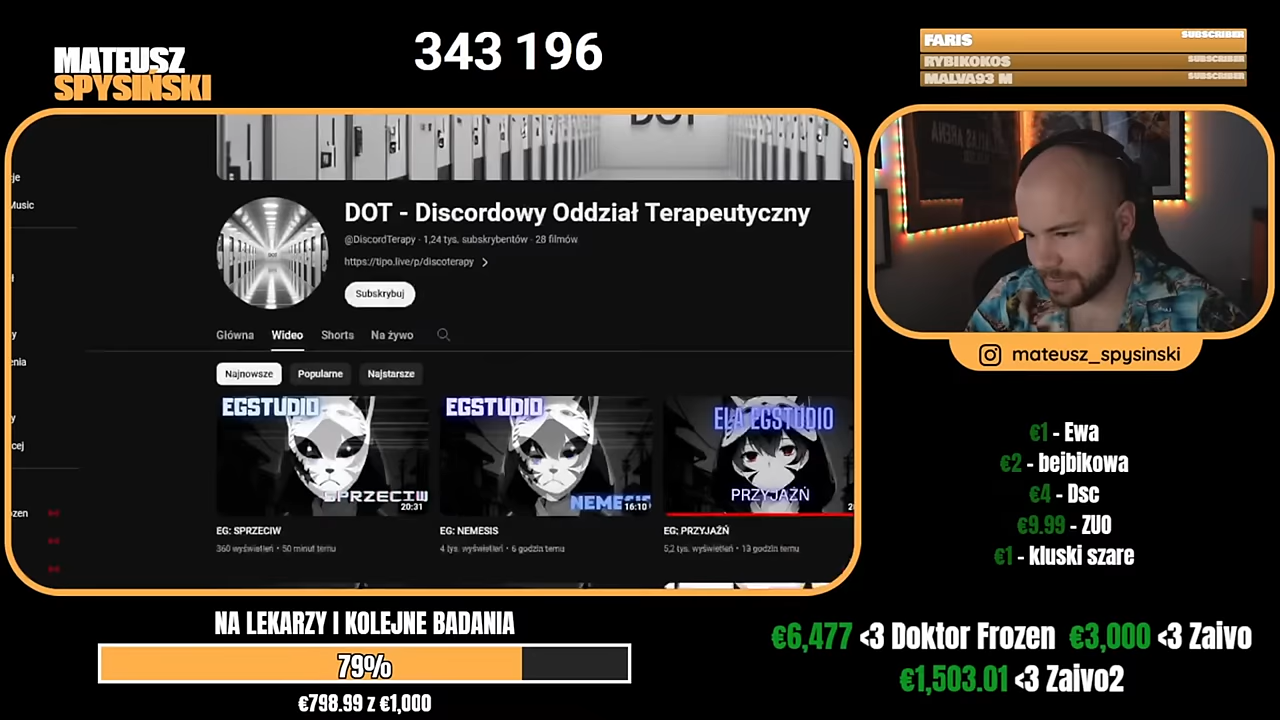 MATEUSZ
SPYSIŃSKI
343 196
FARIS SUBSCRIBER
RYBIKOKOS SUBSCRIBER
MALVA93 M SUBSCRIBER
DOT
Music
DOT - Discordowy Oddział Terapeutyczny
@DiscordTerapy · 1,24 tys. subskrybentów · 28 filmów
https://tipo.live/p/discoterapy >
Subskrybuj
Główna Wideo Shorts Na żywo
Najnowsze Popularne Najstarsze
EGSTUDIO
SPRZECIW
20:31
EG: SPRZECIW
360 wyświetleń · 50 minut temu
EGSTUDIO
NEMESIS
16:10
EG: NEMESIS
4 tys. wyświetleń · 6 godzin temu
ELA EGSTUDIO
PRZYJAŹŃ
EG: PRZYJAŹŃ
5,2 tys. wyświetleń · 13 godzin temu
mateusz_spysinski
€1 - Ewa
€2 - bejbikowa
€4 - Dsc
€9.99 - ZUO
€1 - kluski szare
NA LEKARZY I KOLEJNE BADANIA
79%
€798.99 z €1,000
€6,477 <3 Doktor Frozen €3,000 <3 Zaivo
€1,503.01 <3 Zaivo2